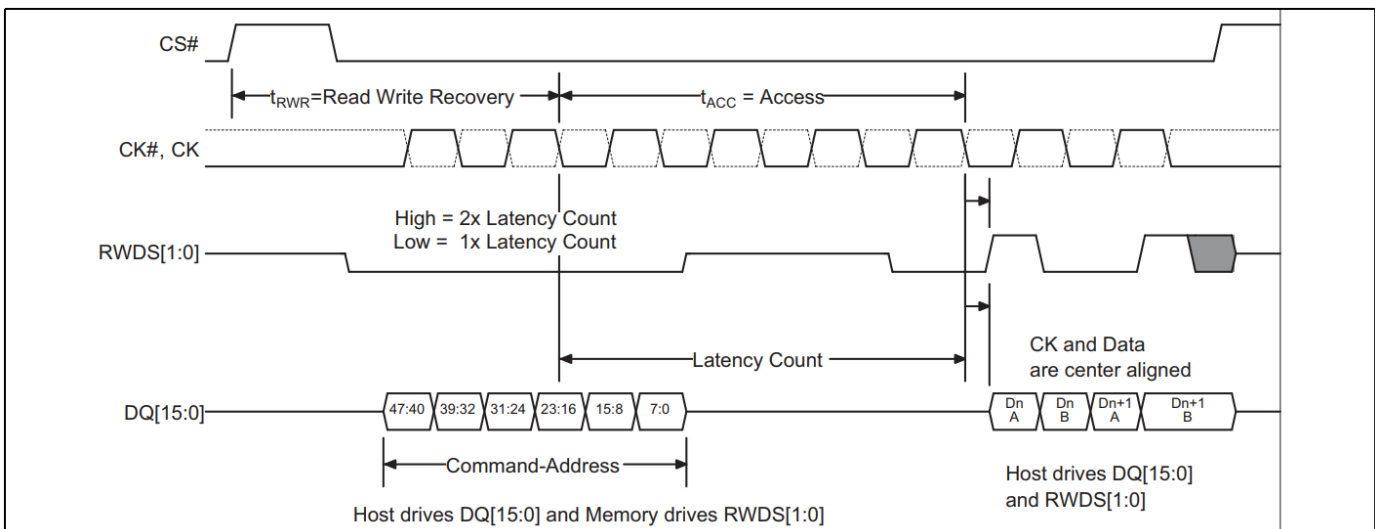 CS#
tRWR=Read Write Recovery
tACC = Access
CK#, CK
High = 2x Latency Count
Low = 1x Latency Count
RWDS[1:0]
Latency Count
CK and Data
are center aligned
DQ[15:0]
47:40 39:32 31:24 23:16 15:8 7:0
Dn Dn Dn+1 Dn+1
A B A B
Command-Address
Host drives DQ[15:0]
and RWDS[1:0]
Host drives DQ[15:0] and Memory drives RWDS[1:0]